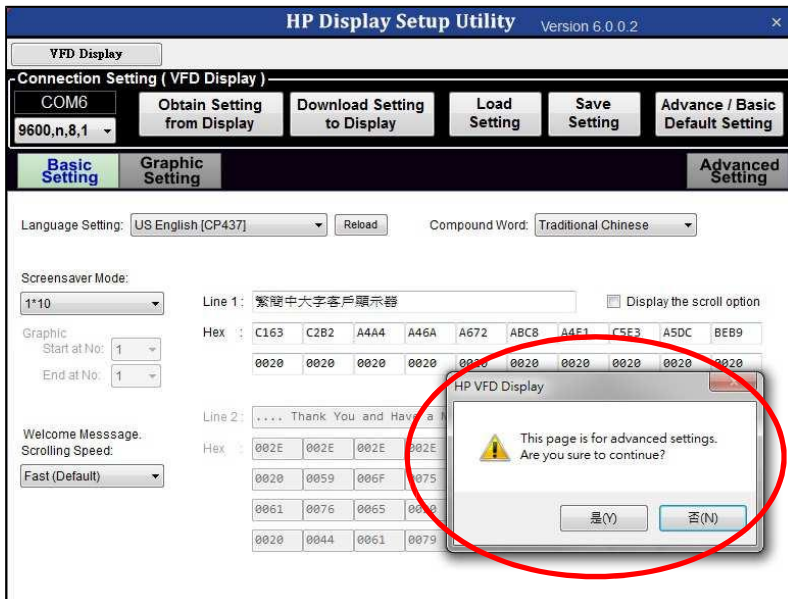 HP Display Setup Utility Version 6.0.0.2 ×
VFD Display
Connection Setting ( VFD Display )
COM6
9600,n,8,1
Obtain Setting
from Display
Download Setting
to Display
Load
Setting
Save
Setting
Advance / Basic
Default Setting
Basic
Setting
Graphic
Setting
Advanced
Setting
Language Setting: US English [CP437] Reload Compound Word: Traditional Chinese
Screensaver Mode:
1*10
Graphic
Start at No: 1
End at No: 1
Line 1 : 繁簡中大字客戶顯示器 Display the scroll option
Hex : C163 C2B2 A4A4 A46A A672 ABC8 A4E1 C5E3 A5DC BEB9
0020 0020 0020 0020 0020 0020 0020 0020 0020 0020
Line 2 : .... Thank You and Have a N
Hex : 002E 002E 002E 002E
0020 0059 006F 0075
0061 0076 0065 0020
0020 0044 0061 0079
Welcome Messsage.
Scrolling Speed:
Fast (Default)
HP VFD Display
This page is for advanced settings.
Are you sure to continue?
是(Y) 否(N)